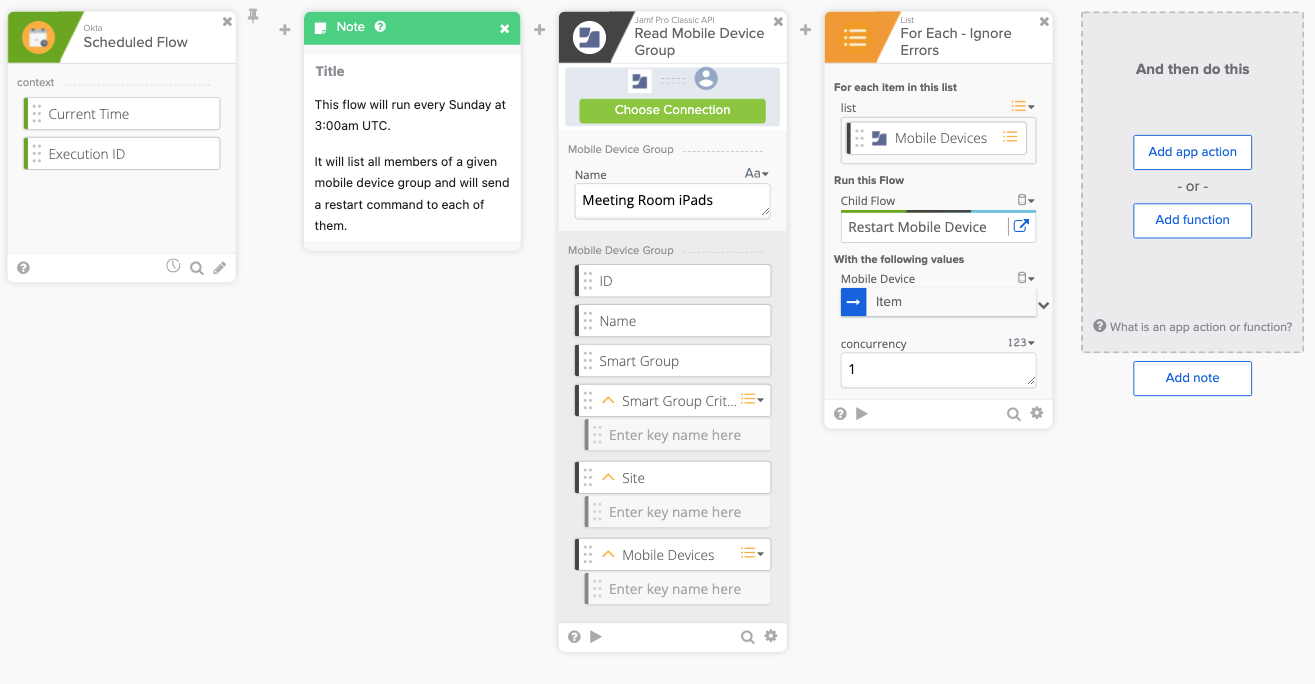 Okta
Scheduled Flow
context
Current Time
Execution ID
Note
Title
This flow will run every Sunday at
3:00am UTC.
It will list all members of a given
mobile device group and will send
a restart command to each of
them.
Jamf Pro Classic API
Read Mobile Device
Group
Choose Connection
Mobile Device Group
Name
Aa
Meeting Room iPads
Mobile Device Group
ID
Name
Smart Group
Smart Group Crit...
Enter key name here
Site
Enter key name here
Mobile Devices
Enter key name here
List
For Each - Ignore
Errors
For each item in this list
list
Mobile Devices
Run this Flow
Child Flow
Restart Mobile Device
With the following values
Mobile Device
Item
concurrency
123
1
And then do this
Add app action
- or -
Add function
What is an app action or function?
Add note